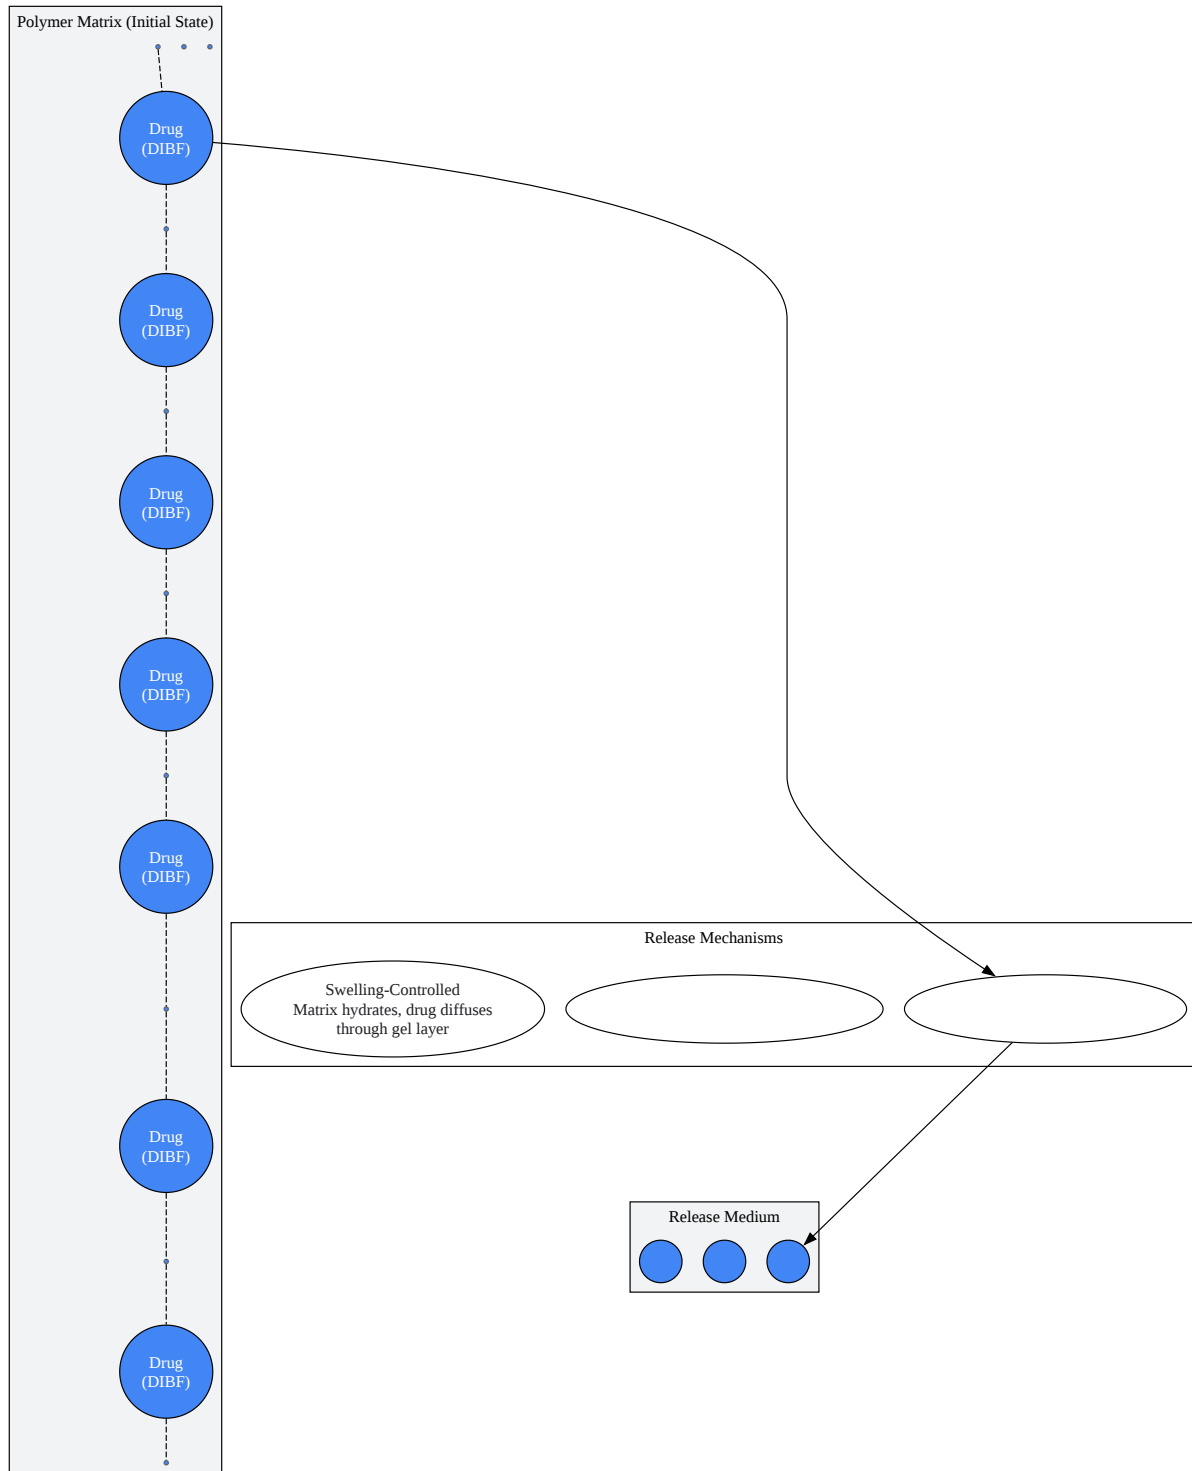 Polymer Matrix (Initial State)
Drug
(DIBF)
Drug
(DIBF)
Drug
(DIBF)
Drug
(DIBF)
Drug
(DIBF)
Release Mechanisms
Swelling-Controlled
Matrix hydrates, drug diffuses
through gel layer
Drug
(DIBF)
Release Medium
Drug
(DIBF)